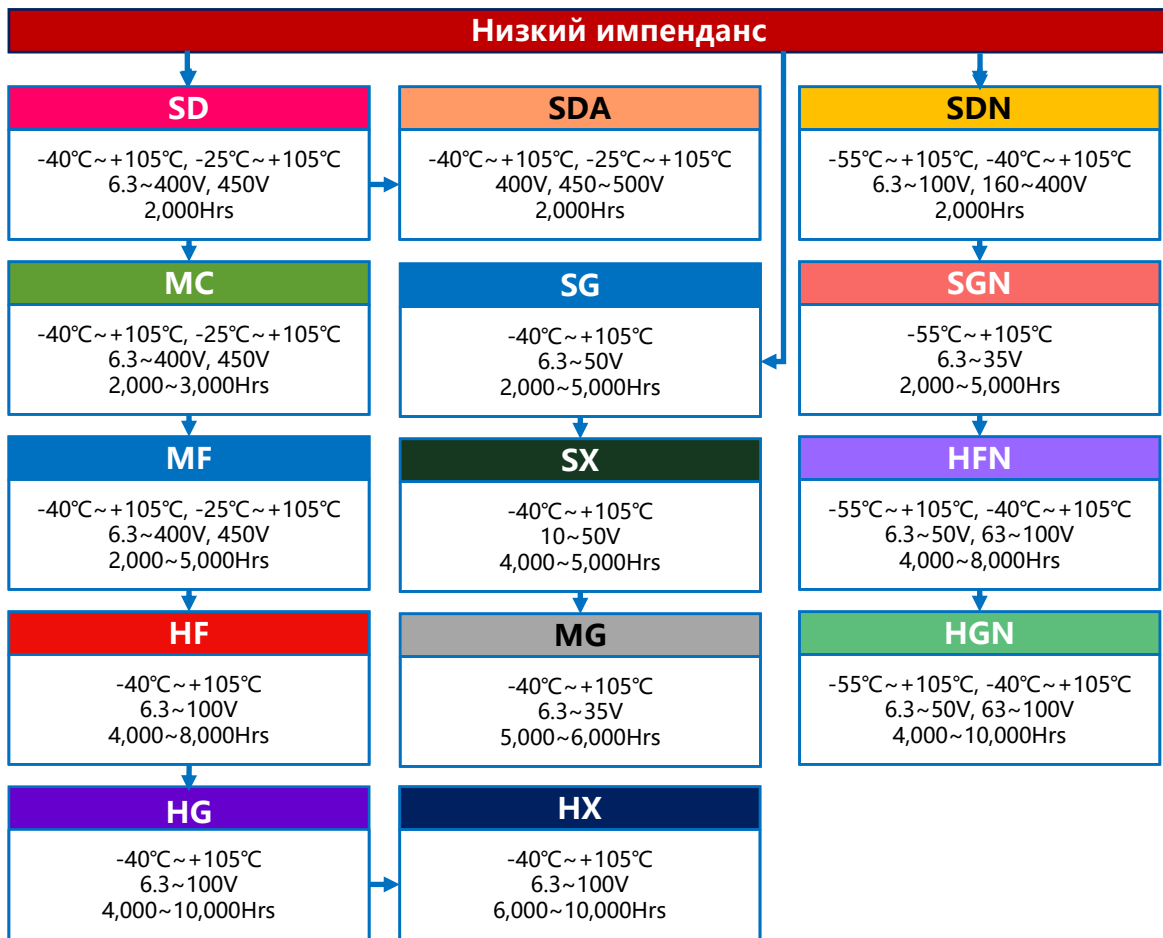 Низкий импенданс
SD
-40℃~+105℃, -25℃~+105℃
6.3~400V, 450V
2,000Hrs
SDA
-40℃~+105℃, -25℃~+105℃
400V, 450~500V
2,000Hrs
SDN
-55℃~+105℃, -40℃~+105℃
6.3~100V, 160~400V
2,000Hrs
MC
-40℃~+105℃, -25℃~+105℃
6.3~400V, 450V
2,000~3,000Hrs
SG
-40℃~+105℃
6.3~50V
2,000~5,000Hrs
SGN
-55℃~+105℃
6.3~35V
2,000~5,000Hrs
MF
-40℃~+105℃, -25℃~+105℃
6.3~400V, 450V
2,000~5,000Hrs
SX
-40℃~+105℃
10~50V
4,000~5,000Hrs
HFN
-55℃~+105℃, -40℃~+105℃
6.3~50V, 63~100V
4,000~8,000Hrs
HF
-40℃~+105℃
6.3~100V
4,000~8,000Hrs
MG
-40℃~+105℃
6.3~35V
5,000~6,000Hrs
HGN
-55℃~+105℃, -40℃~+105℃
6.3~50V, 63~100V
4,000~10,000Hrs
HG
-40℃~+105℃
6.3~100V
4,000~10,000Hrs
HX
-40℃~+105℃
6.3~100V
6,000~10,000Hrs